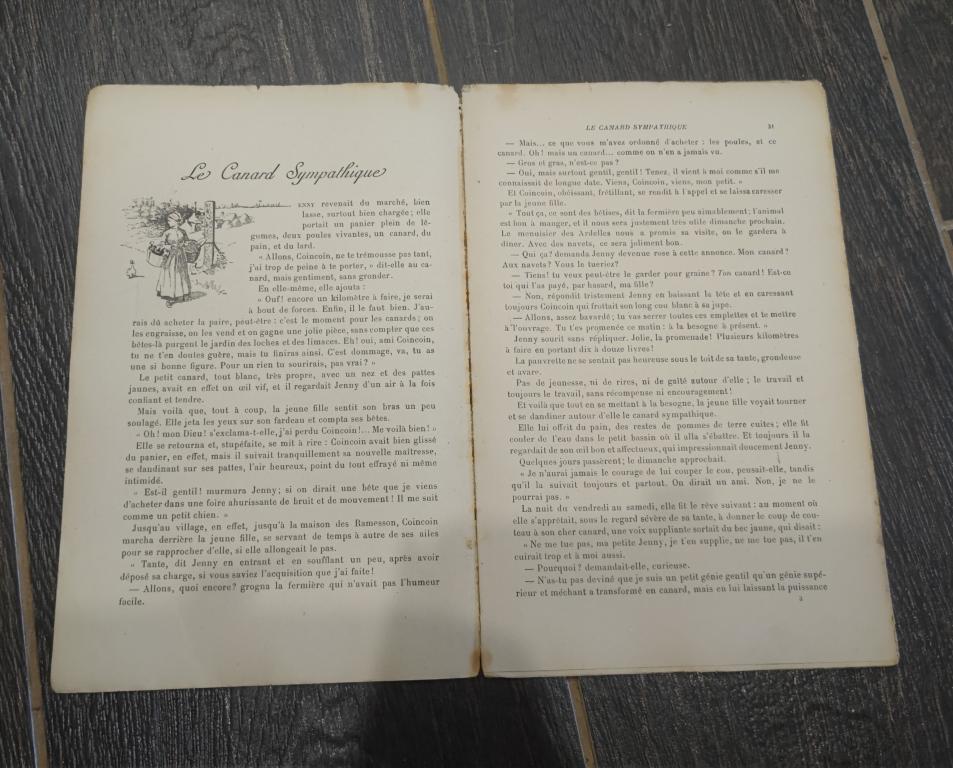 Le Canard Sympathique
ENNY revenait du marché, bien
lasse, surtout bien chargée ; elle
portait un panier plein de lé-
gumes, deux poules vivantes, un canard, du
pain, et du lard.
« Allons, Coincoin, ne te trémousse pas tant,
j'ai trop de peine à te porter, » dit-elle au ca-
nard, mais gentiment, sans gronder.
En elle-même, elle ajouta :
« Ouf! encore un kilomètre à faire, je serai
à bout de forces. Enfin, il le faut bien. J'au-
rais dû acheter la paire, peut-être : c'est le moment pour les canards ; on
les engraisse, on les vend et on gagne une jolie pièce, sans compter que ces
bêtes-là purgent le jardin des loches et des limaces. Eh! oui, ami Coincoin,
tu ne t'en doutes guère, mais tu finiras ainsi. C'est dommage, va, tu as
une si bonne figure. Pour un rien tu sourirais, pas vrai? »
Le petit canard, tout blanc, très propre, avec un nez et des pattes
jaunes, avait en effet un œil vif, et il regardait Jenny d'un air à la fois
confiant et tendre.
Mais voilà que, tout à coup, la jeune fille sentit son bras un peu
soulagé. Elle jeta les yeux sur son fardeau et compta ses bêtes.
« Oh! mon Dieu! s'exclama-t-elle, j'ai perdu Coincoin!... Me voilà bien! »
Elle se retourna et, stupéfaite, se mit à rire : Coincoin avait bien glissé
du panier, en effet, mais il suivait tranquillement sa nouvelle maîtresse,
se dandinant sur ses pattes, l'air heureux, point du tout effrayé ni même
intimidé.
« Est-il gentil! murmura Jenny; si on dirait une bête que je viens
d'acheter dans une foire ahurissante de bruit et de mouvement! Il me suit
comme un petit chien. »
Jusqu'au village, en effet, jusqu'à la maison des Ramesson, Coincoin
marcha derrière la jeune fille, se servant de temps à autre de ses ailes
pour se rapprocher d'elle, si elle allongeait le pas.
« Tante, dit Jenny en entrant et en soufflant un peu, après avoir
déposé sa charge, si vous saviez l'acquisition que j'ai faite!
— Allons, quoi encore? grogna la fermière qui n'avait pas l'humeur
facile.
LE CANARD SYMPATHIQUE 31
— Mais... ce que vous m'avez ordonné d'acheter : les poules, et ce
canard. Oh! mais un canard... comme on n'en a jamais vu.
— Gros et gras, n'est-ce pas ?
— Oui, mais surtout gentil, gentil! Tenez, il vient à moi comme s'il me
connaissait de longue date. Viens, Coincoin, viens, mon petit. »
Et Coincoin, obéissant, frétillant, se rendit à l'appel et se laissa caresser
par la jeune fille.
« Tout ça, ce sont des bêtises, dit la fermière peu aimablement; l'animal
est bon à manger, et il nous sera justement très utile dimanche prochain.
Le menuisier des Ardelles nous a promis sa visite, on le gardera à
dîner. Avec des navets, ce sera joliment bon.
— Qui ça? demanda Jenny devenue rose à cette annonce. Mon canard?
Aux navets? Vous le tueriez?
— Tiens! tu veux peut-être le garder pour graine? Ton canard! Est-ce
toi qui l'as payé, par hasard, ma fille?
— Non, répondit tristement Jenny en baissant la tête et en caressant
toujours Coincoin qui frottait son long cou blanc à sa jupe.
— Allons, assez bavardé; tu vas serrer toutes ces emplettes et te mettre
à l'ouvrage. Tu t'es promenée ce matin : à la besogne à présent. »
Jenny sourit sans répliquer. Jolie, la promenade! Plusieurs kilomètres
à faire en portant dix à douze livres!
La pauvrette ne se sentait pas heureuse sous le toit de sa tante, grondeuse
et avare.
Pas de jeunesse, ni de rires, ni de gaîté autour d'elle ; le travail et
toujours le travail, sans récompense ni encouragement!
Et voilà que tout en se mettant à la besogne, la jeune fille voyait tourner
et se dandiner autour d'elle le canard sympathique.
Elle lui offrit du pain, des restes de pommes de terre cuites; elle fit
couler de l'eau dans le petit bassin où il alla s'ébattre. Et toujours il la
regardait de son œil bon et affectueux, qui impressionnait doucement Jenny.
Quelques jours passèrent; le dimanche approchait.
« Je n'aurai jamais le courage de lui couper le cou, pensait-elle, tandis
qu'il la suivait toujours et partout. On dirait un ami. Non, je ne le
pourrai pas. »
La nuit du vendredi au samedi, elle fit le rêve suivant : au moment où
elle s'apprêtait, sous le regard sévère de sa tante, à donner le coup de cou-
teau à son cher canard, une voix suppliante sortait du bec jaune, qui disait :
« Ne me tue pas, ma petite Jenny, je t'en supplie, ne me tue pas, il t'en
cuirait trop et à moi aussi.
— Pourquoi? demandait-elle, curieuse.
— N'as-tu pas deviné que je suis un petit génie gentil qu'un génie supé-
rieur et méchant a transformé en canard, mais en lui laissant la puissance